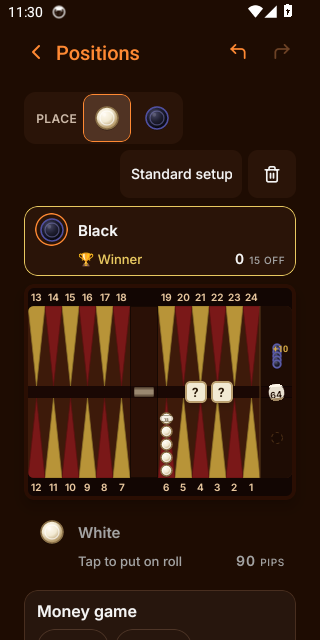 11:30
Positions
PLACE
Standard setup
Black
🏆 Winner 0 15 OFF
13 14 15 16 17 18 19 20 21 22 23 24
+10
? ? 64
12 11 10 9 8 7 6 5 4 3 2 1
White
Tap to put on roll 90 PIPS
Money game